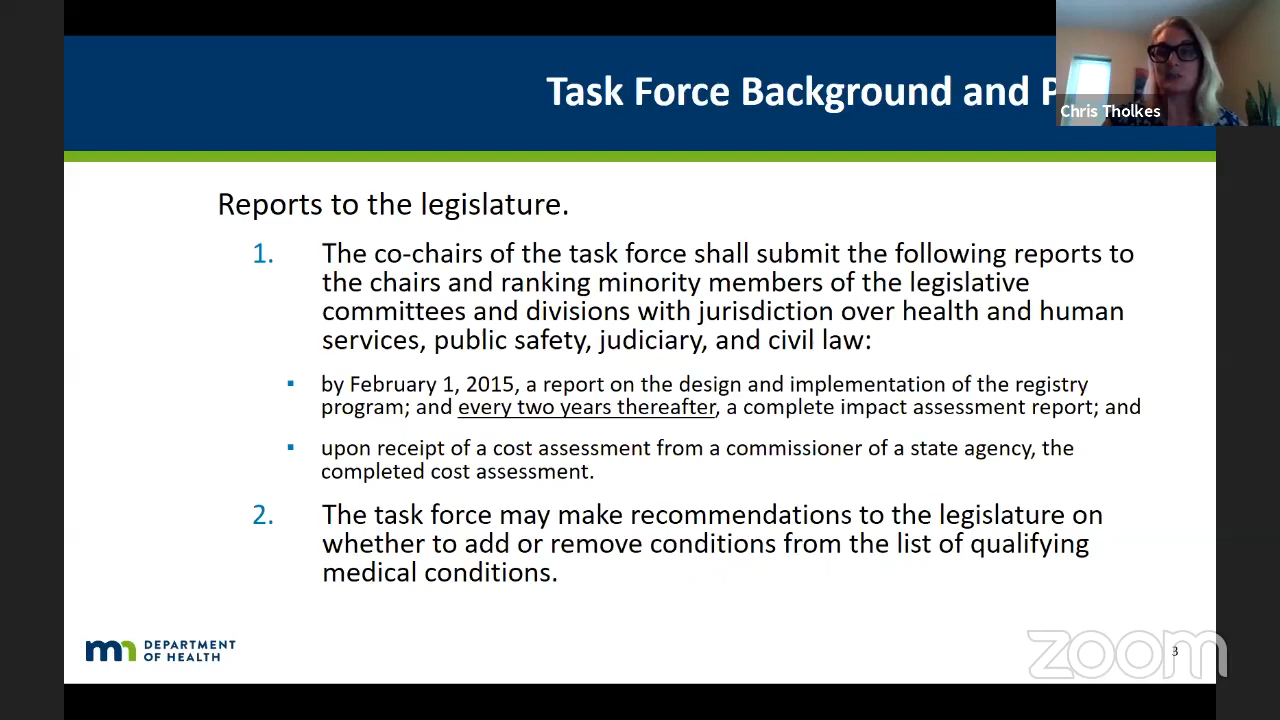 Task Force Background and P
Chris Tholkes
Reports to the legislature.
1. The co-chairs of the task force shall submit the following reports to
the chairs and ranking minority members of the legislative
committees and divisions with jurisdiction over health and human
services, public safety, judiciary, and civil law:
▪ by February 1, 2015, a report on the design and implementation of the registry
program; and every two years thereafter, a complete impact assessment report; and
▪ upon receipt of a cost assessment from a commissioner of a state agency, the
completed cost assessment.
2. The task force may make recommendations to the legislature on
whether to add or remove conditions from the list of qualifying
medical conditions.
mn DEPARTMENT
OF HEALTH
zoom
3